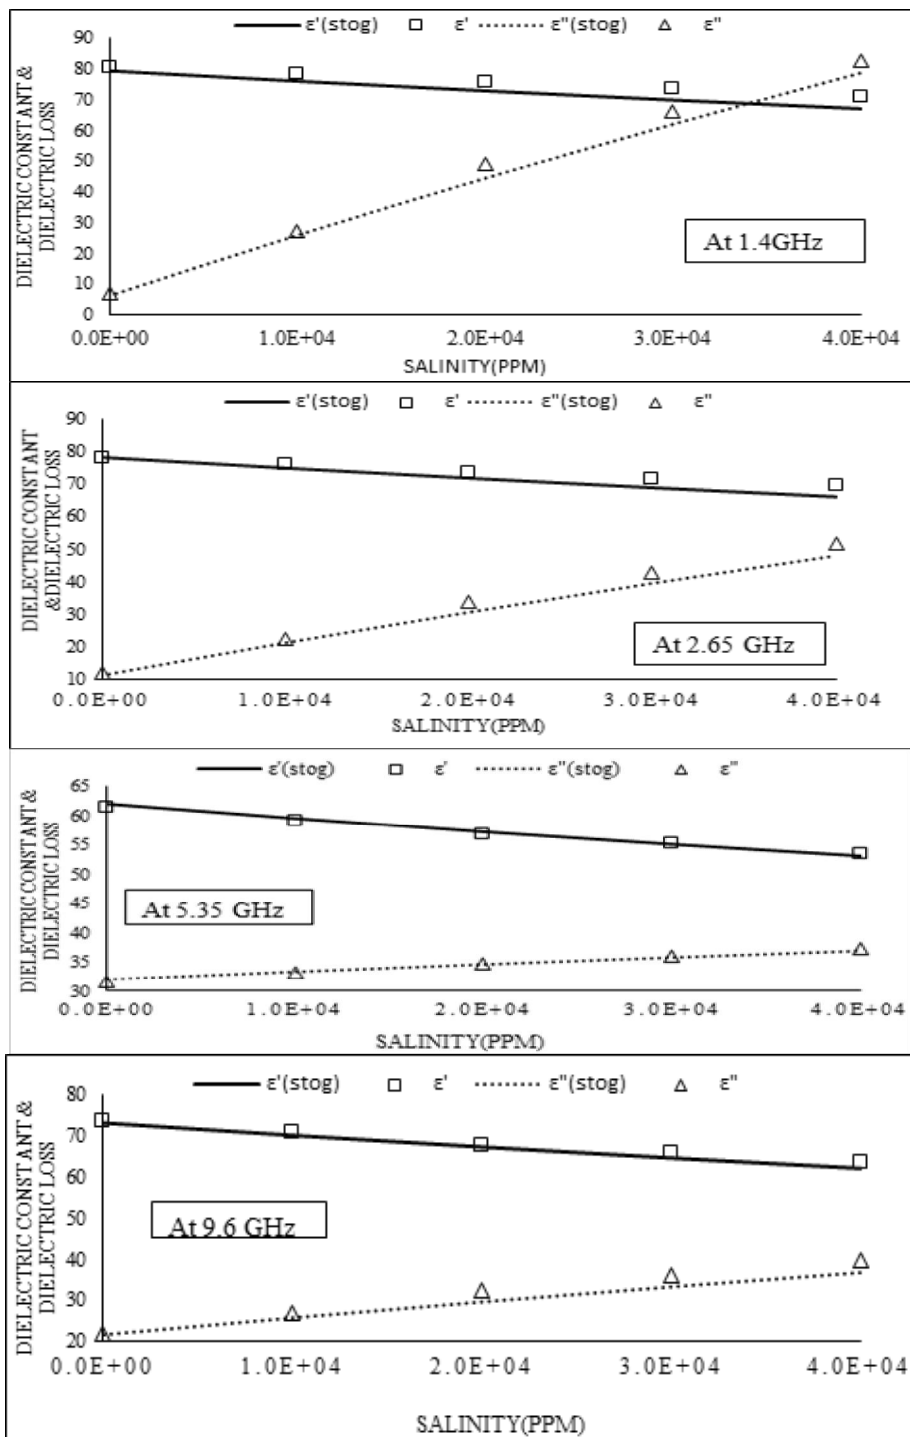 ε'(stog) ε' ε"(stog) ε"
90
80
70
60
50
40
30
20
10
0
0.0E+00 1.0E+04 2.0E+04 3.0E+04 4.0E+04
SALINITY(PPM)
DIELECTRIC CONSTANT &
DIELECTRIC LOSS
At 1.4GHz
ε'(stog) ε' ε"(stog) ε"
90
80
70
60
50
40
30
20
10
0.0E+00 1.0E+04 2.0E+04 3.0E+04 4.0E+04
SALINITY(PPM)
DIELECTRIC CONSTANT
&DIELECTRIC LOSS
At 2.65 GHz
ε'(stog) ε' ε"(stog) ε"
65
60
55
50
45
40
35
30
0.0E+00 1.0E+04 2.0E+04 3.0E+04 4.0E+04
SALINITY(PPM)
DIELECTRIC CONSTANT &
DIELECTRIC LOSS
At 5.35 GHz
ε'(stog) ε' ε"(stog) ε"
80
70
60
50
40
30
20
0.0E+00 1.0E+04 2.0E+04 3.0E+04 4.0E+04
SALINITY(PPM)
DIELECTRIC CONSTANT &
DIELECTRIC LOSS
At 9.6 GHz